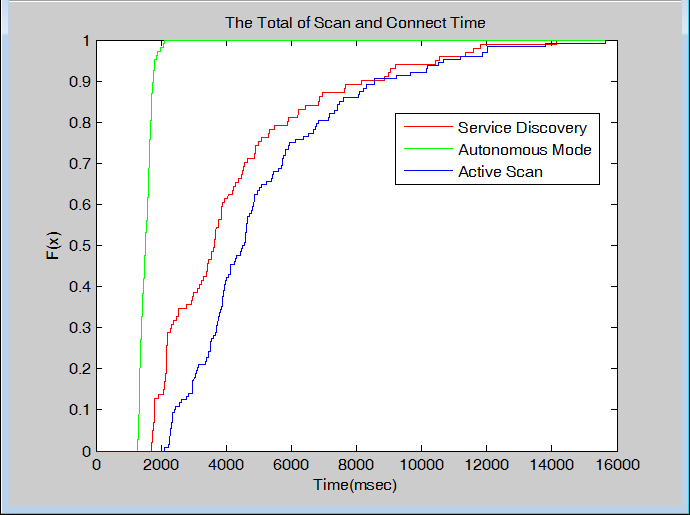 The Total of Scan and Connect Time
1
0.9
0.8
0.7
0.6
0.5
0.4
0.3
0.2
0.1
0
F(x)
Service Discovery
Autonomous Mode
Active Scan
0 2000 4000 6000 8000 10000 12000 14000 16000
Time(msec)